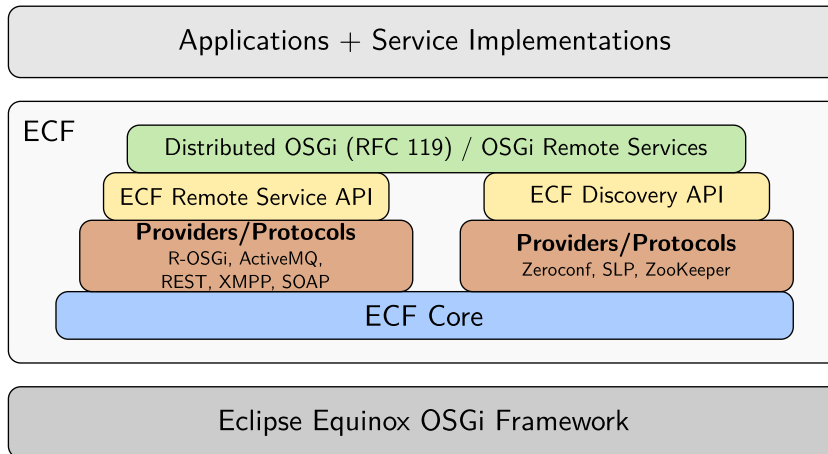 Applications + Service Implementations
ECF
Distributed OSGi (RFC 119) / OSGi Remote Services
ECF Remote Service API
ECF Discovery API
Providers/Protocols
R-OSGi, ActiveMQ,
REST, XMPP, SOAP
Providers/Protocols
Zeroconf, SLP, ZooKeeper
ECF Core
Eclipse Equinox OSGi Framework